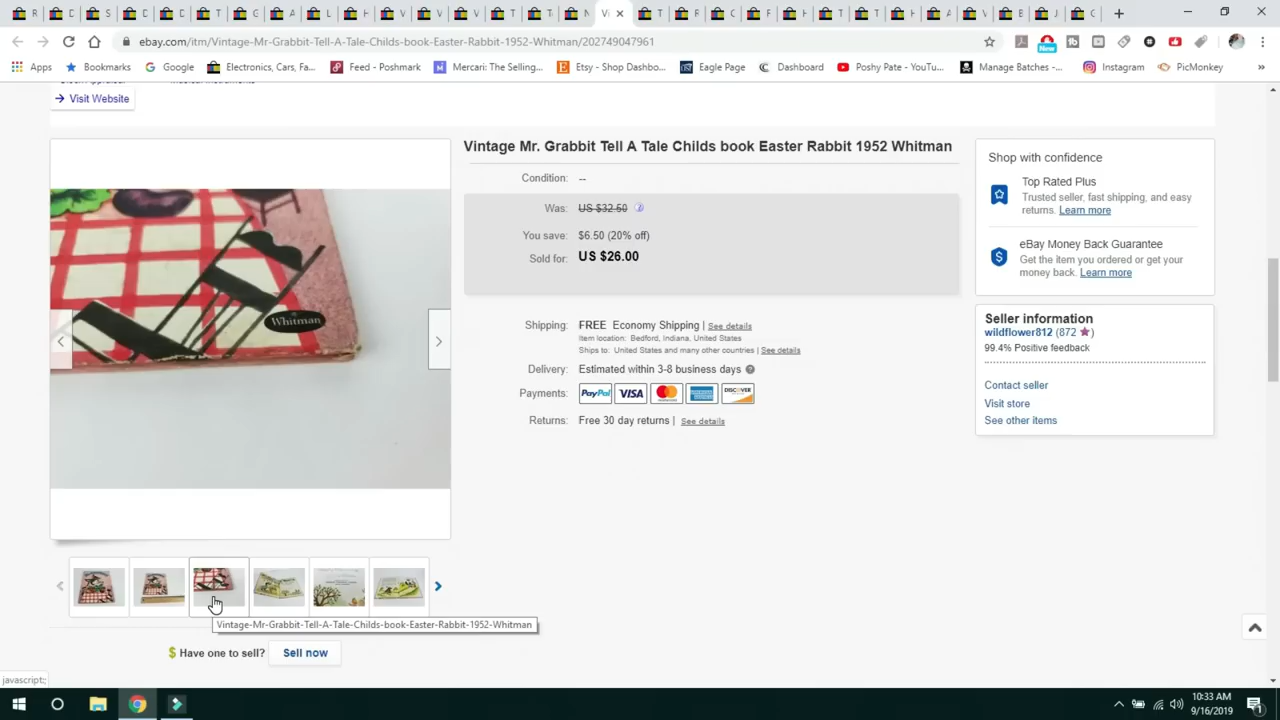 R
D
S
D
D
T
G
A
L
H
V
V
V
T
T
N
Vi
T
F
C
F
H
T
T
H
A
V
B
J
C
ebay.com/itm/Vintage-Mr-Grabbit-Tell-A-Tale-Childs-book-Easter-Rabbit-1952-Whitman/202749047961
New
Apps
Bookmarks
Google
Electronics, Cars, Fa...
Feed - Poshmark
Mercari: The Selling...
Etsy - Shop Dashbo...
Eagle Page
Dashboard
Poshy Pate - YouTu...
Manage Batches -...
Instagram
PicMonkey
»
Visit Website
Vintage Mr. Grabbit Tell A Tale Childs book Easter Rabbit 1952 Whitman
Condition: --
Was: US $32.50
You save: $6.50 (20% off)
Sold for: US $26.00
Shipping: FREE Economy Shipping | See details
Item location: Bedford, Indiana, United States
Ships to: United States and many other countries | See details
Delivery: Estimated within 3-8 business days
Payments: PayPal VISA MasterCard DISCOVER
Returns: Free 30 day returns | See details
Shop with confidence
Top Rated Plus
Trusted seller, fast shipping, and easy
returns. Learn more
eBay Money Back Guarantee
Get the item you ordered or get your
money back. Learn more
Seller information
wildflower812 (872 )
99.4% Positive feedback
Contact seller
Visit store
See other items
Whitman
Vintage-Mr-Grabbit-Tell-A-Tale-Childs-book-Easter-Rabbit-1952-Whitman
$ Have one to sell? Sell now
javascript:;
10:33 AM
9/16/2019
1